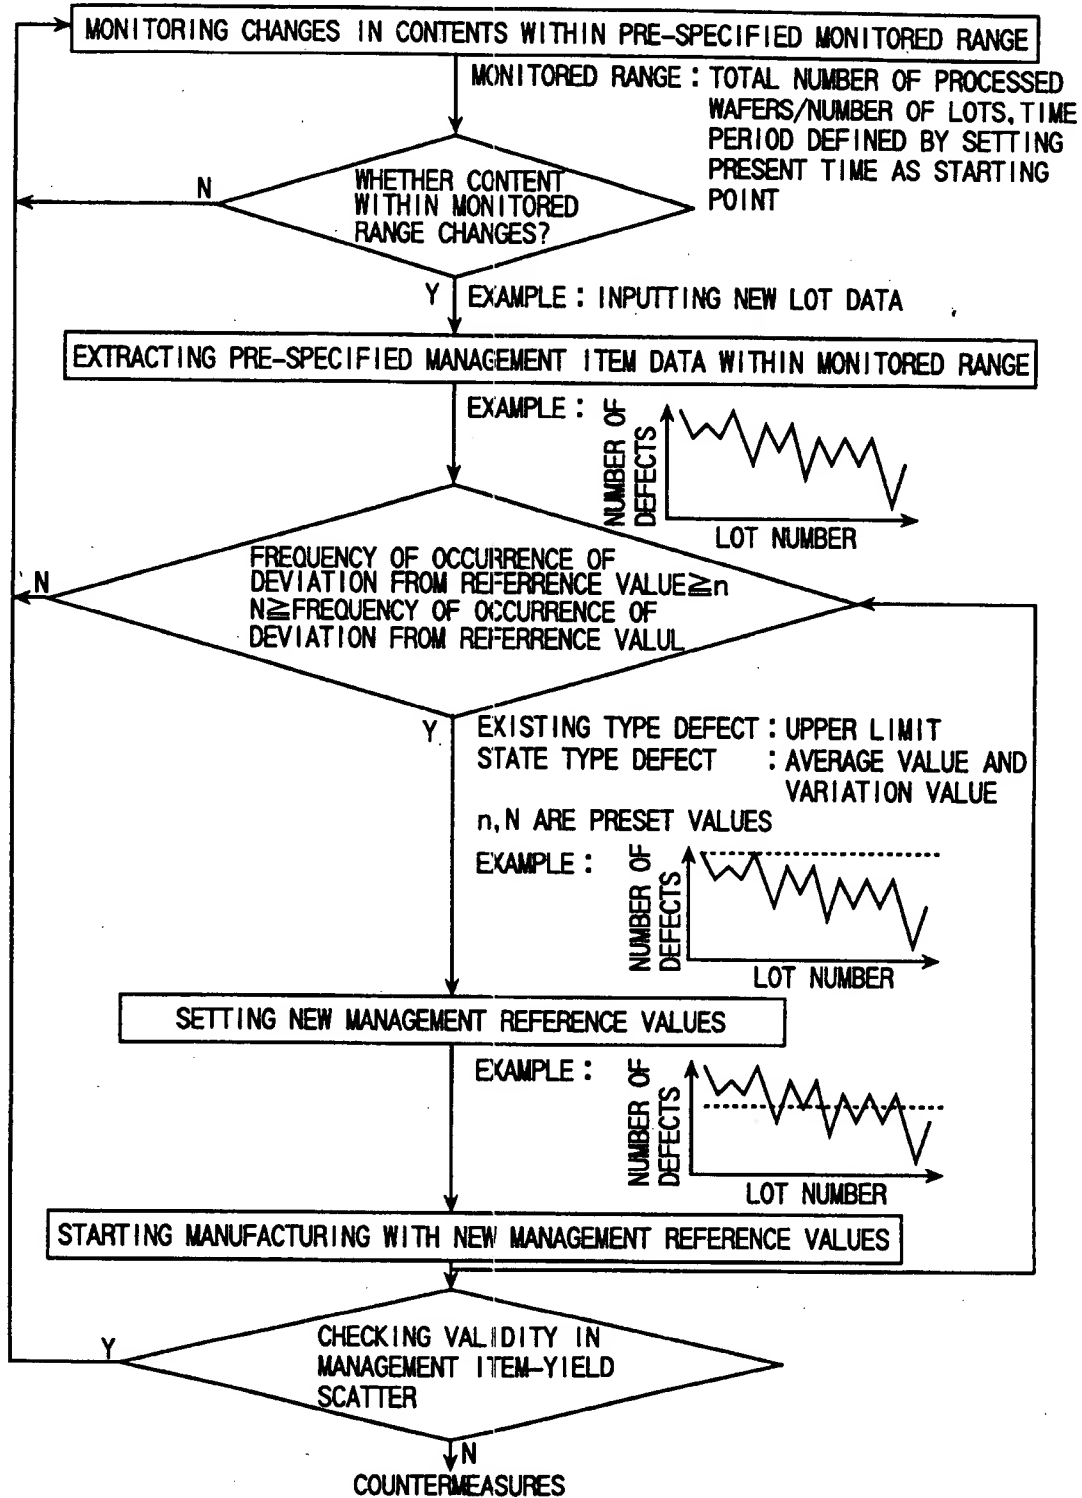 MONITORING CHANGES IN CONTENTS WITHIN PRE-SPECIFIED MONITORED RANGE
MONITORED RANGE : TOTAL NUMBER OF PROCESSED
WAFERS/NUMBER OF LOTS, TIME
PERIOD DEFINED BY SETTING
PRESENT TIME AS STARTING
POINT
N
WHETHER CONTENT
WITHIN MONITORED
RANGE CHANGES?
Y
EXAMPLE : INPUTTING NEW LOT DATA
EXTRACTING PRE-SPECIFIED MANAGEMENT ITEM DATA WITHIN MONITORED RANGE
EXAMPLE :
NUMBER OF
DEFECTS
LOT NUMBER
N
FREQUENCY OF OCCURRENCE OF
DEVIATION FROM REFERRENCE VALUE≧n
N≧FREQUENCY OF OCCURRENCE OF
DEVIATION FROM REFERRENCE VALUL
Y
EXISTING TYPE DEFECT : UPPER LIMIT
STATE TYPE DEFECT : AVERAGE VALUE AND
VARIATION VALUE
n, N ARE PRESET VALUES
EXAMPLE :
NUMBER OF
DEFECTS
LOT NUMBER
SETTING NEW MANAGEMENT REFERENCE VALUES
EXAMPLE :
NUMBER OF
DEFECTS
LOT NUMBER
STARTING MANUFACTURING WITH NEW MANAGEMENT REFERENCE VALUES
Y
CHECKING VALIDITY IN
MANAGEMENT ITEM-YIELD
SCATTER
N
COUNTERMEASURES